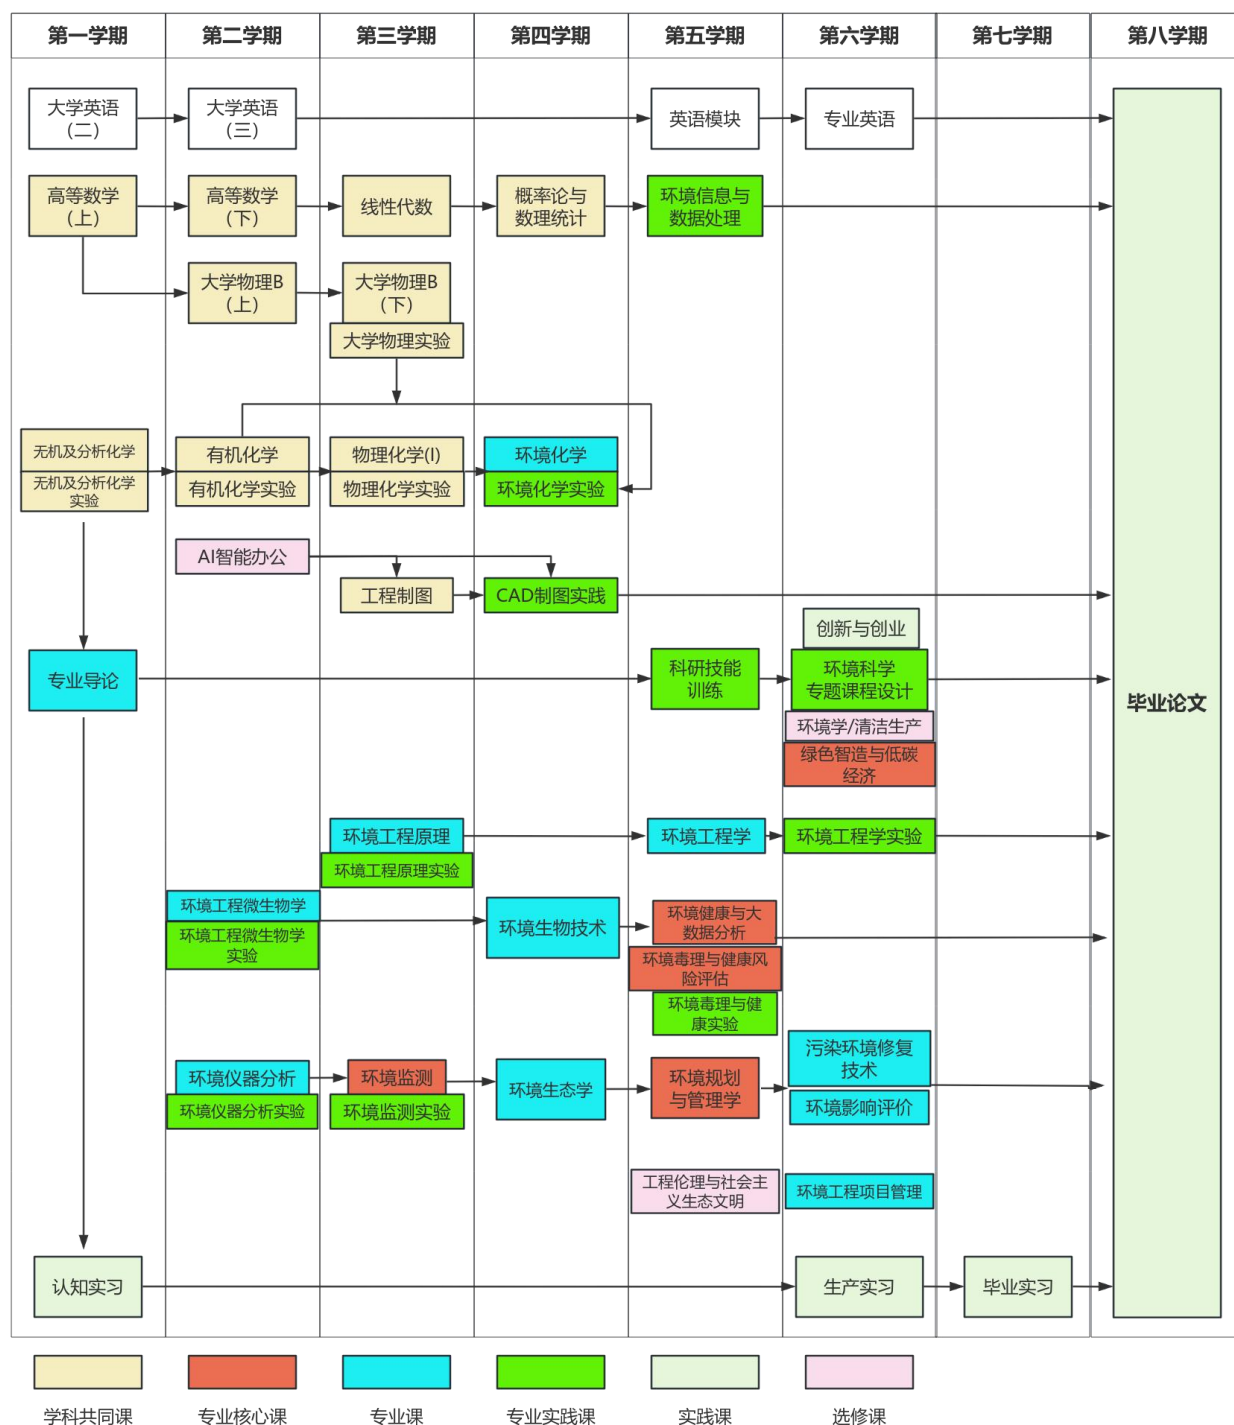 第一学期
第二学期
第三学期
第四学期
第五学期
第六学期
第七学期
第八学期
大学英语
（二）
大学英语
（三）
英语模块
专业英语
高等数学
（上）
高等数学
（下）
线性代数
概率论与
数理统计
环境信息与
数据处理
大学物理B
（上）
大学物理B
（下）
大学物理实验
无机及分析化学
无机及分析化学
实验
有机化学
有机化学实验
物理化学(I)
物理化学实验
环境化学
环境化学实验
AI智能办公
工程制图
CAD制图实践
专业导论
科研技能
训练
创新与创业
环境科学
专题课程设计
环境学/清洁生产
绿色智造与低碳
经济
毕业论文
环境工程原理
环境工程原理实验
环境工程学
环境工程学实验
环境工程微生物学
环境工程微生物学
实验
环境生物技术
环境健康与大
数据分析
环境毒理与健康风
险评估
环境毒理与健
康实验
环境仪器分析
环境仪器分析实验
环境监测
环境监测实验
环境生态学
环境规划
与管理学
污染环境修复
技术
环境影响评价
工程伦理与社会主
义生态文明
环境工程项目管理
认知实习
生产实习
毕业实习
学科共同课
专业核心课
专业课
专业实践课
实践课
选修课